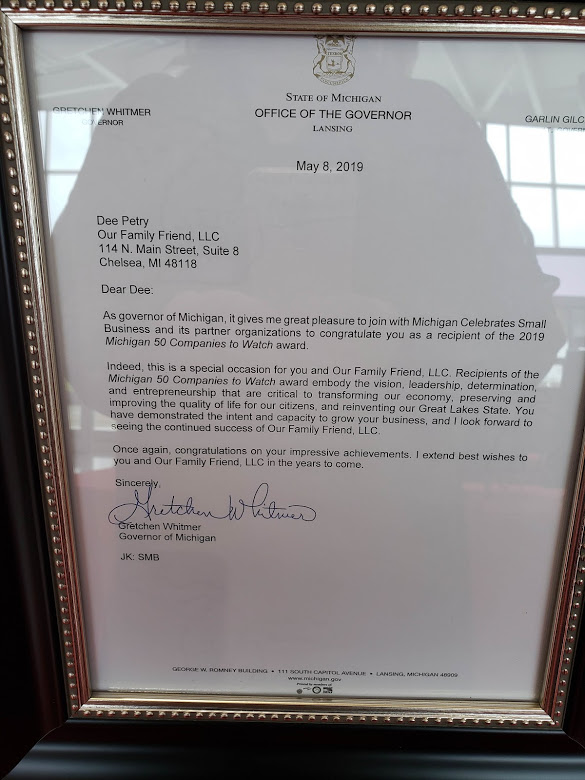 STATE OF MICHIGAN
GRETCHEN WHITMER
GOVERNOR
OFFICE OF THE GOVERNOR
LANSING
GARLIN GILC
May 8, 2019
Dee Petry
Our Family Friend, LLC
114 N. Main Street, Suite 8
Chelsea, MI 48118
Dear Dee:
As governor of Michigan, it gives me great pleasure to join with Michigan Celebrates Small
Business and its partner organizations to congratulate you as a recipient of the 2019
Michigan 50 Companies to Watch award.
Indeed, this is a special occasion for you and Our Family Friend, LLC. Recipients of the
Michigan 50 Companies to Watch award embody the vision, leadership, determination,
and entrepreneurship that are critical to transforming our economy, preserving and
improving the quality of life for our citizens, and reinventing our Great Lakes State. You
have demonstrated the intent and capacity to grow your business, and I look forward to
seeing the continued success of Our Family Friend, LLC.
Once again, congratulations on your impressive achievements. I extend best wishes to
you and Our Family Friend, LLC in the years to come.
Sincerely,
Gretchen Whitmer
Gretchen Whitmer
Governor of Michigan
JK: SMB
GEORGE W. ROMNEY BUILDING • 111 SOUTH CAPITOL AVENUE • LANSING, MICHIGAN 48909
www.michigan.gov